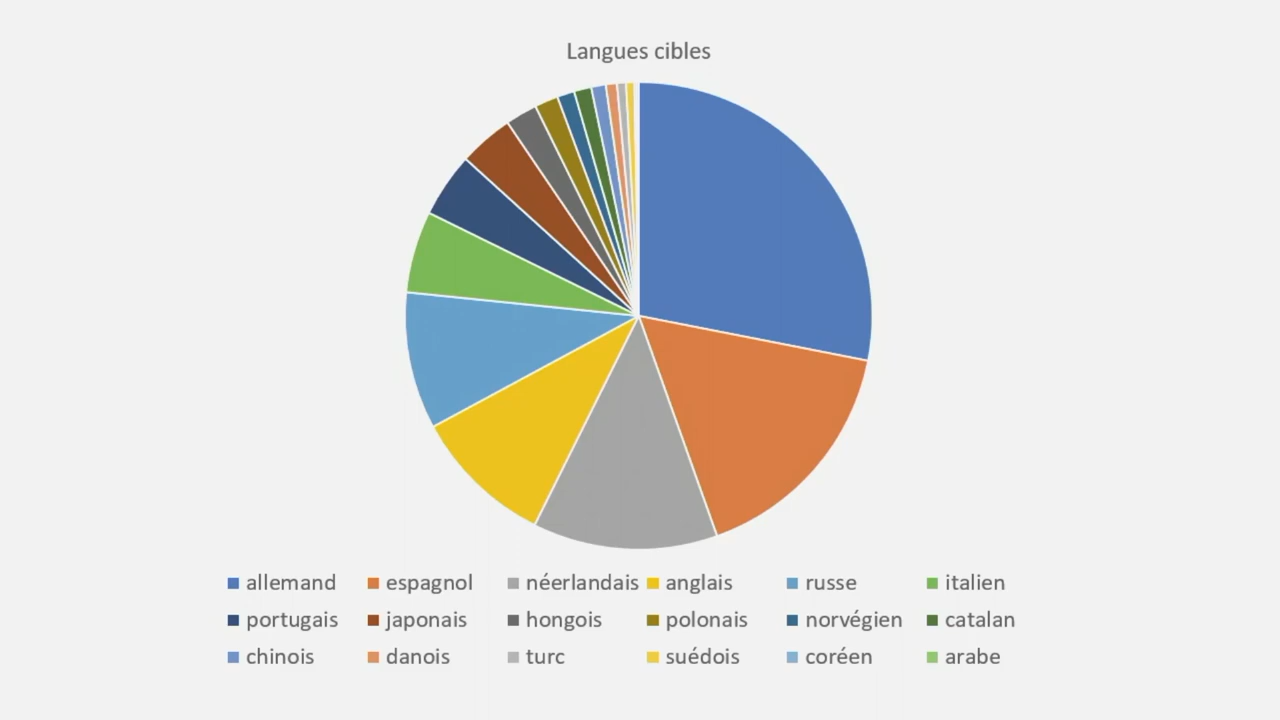 Langues cibles
allemand espagnol néerlandais anglais russe italien
portugais japonais hongois polonais norvégien catalan
chinois danois turc suédois coréen arabe